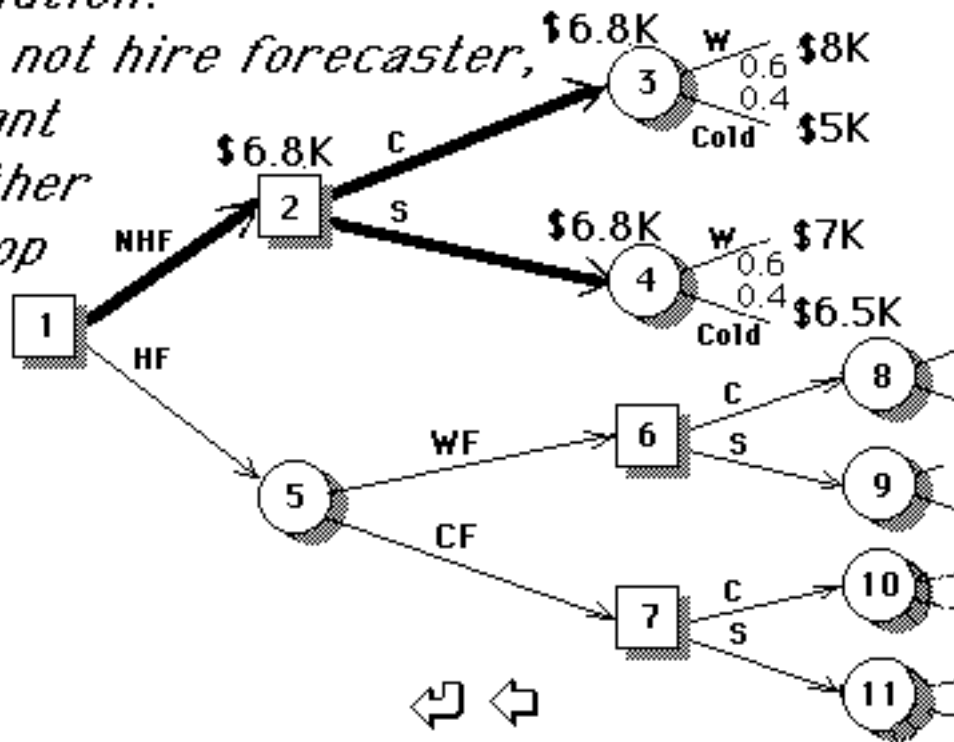 not hire forecaster,
$6.8K
3
W
0.6
$8K
0.4
Cold
$5K
$6.8K
2
C
S
NHF
$6.8K
4
W
0.6
$7K
0.4
Cold
$6.5K
1
HF
5
WF
CF
6
C
S
8
9
7
C
S
10
11